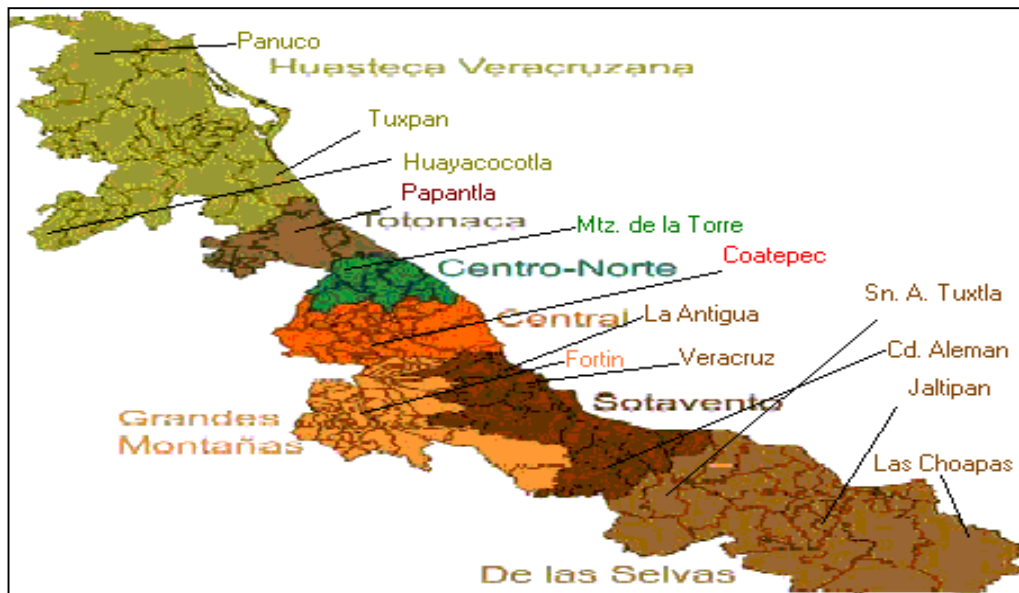 Panuco
Huasteca Veracruzana
Tuxpan
Huayacocotla
Papantla
Totonaca
Mtz. de la Torre
Centro-Norte
Coatepec
Sn. A. Tuxtla
Central
La Antigua
Cd. Aleman
Fortin
Veracruz
Jaltipan
Sotavento
Grandes
Montañas
Las Choapas
De las Selvas